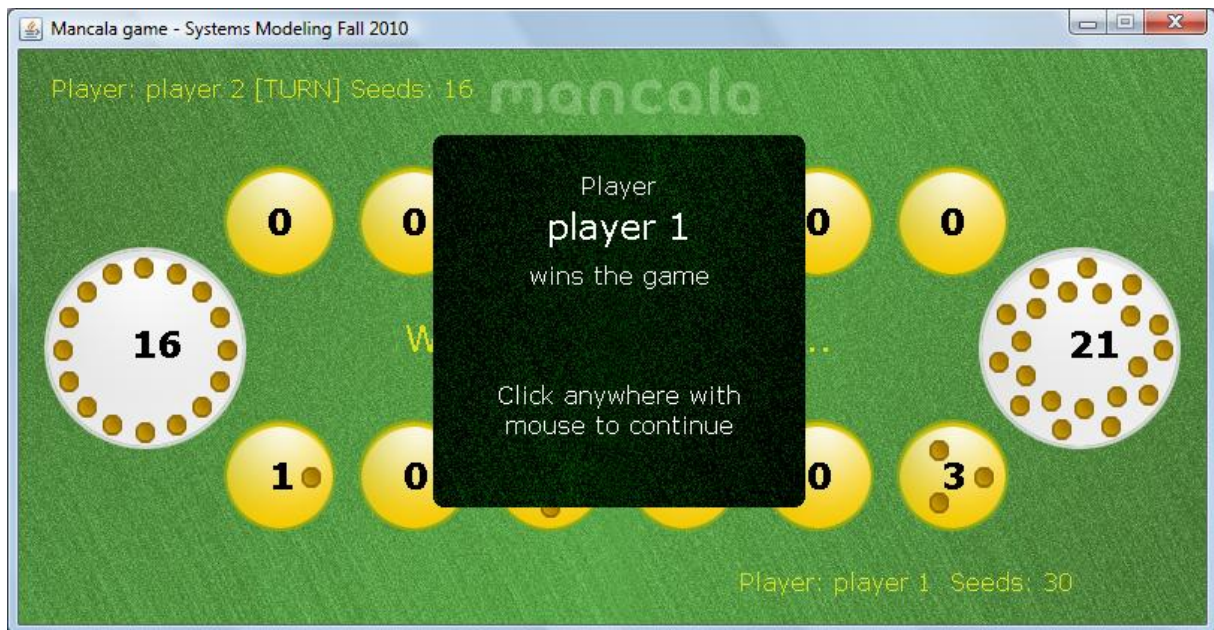 Mancala game - Systems Modeling Fall 2010
Player: player 2 [TURN] Seeds: 16
mancala
Player
player 1
wins the game
0 0 0 0
16 W .. 21
Click anywhere with
mouse to continue
1 0 0 3
Player: player 1 Seeds: 30